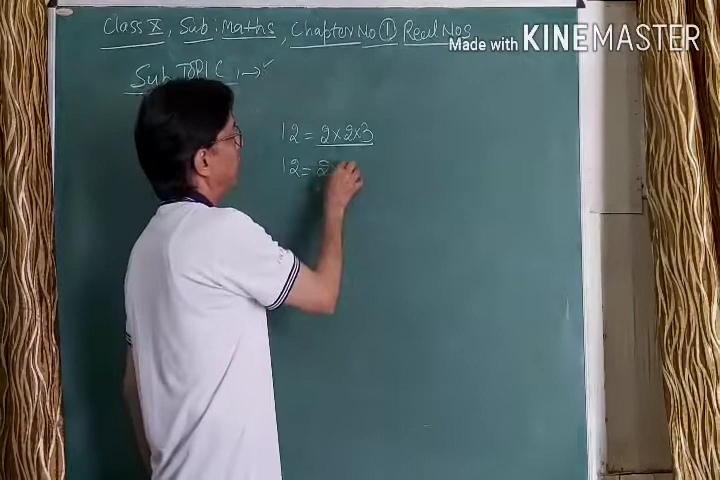 Class X, Sub: Maths, Chapter No ① Real Nos
Made with KINEMASTER
Sub TOPIC 1→
12 = 2×2×3
12 = 2